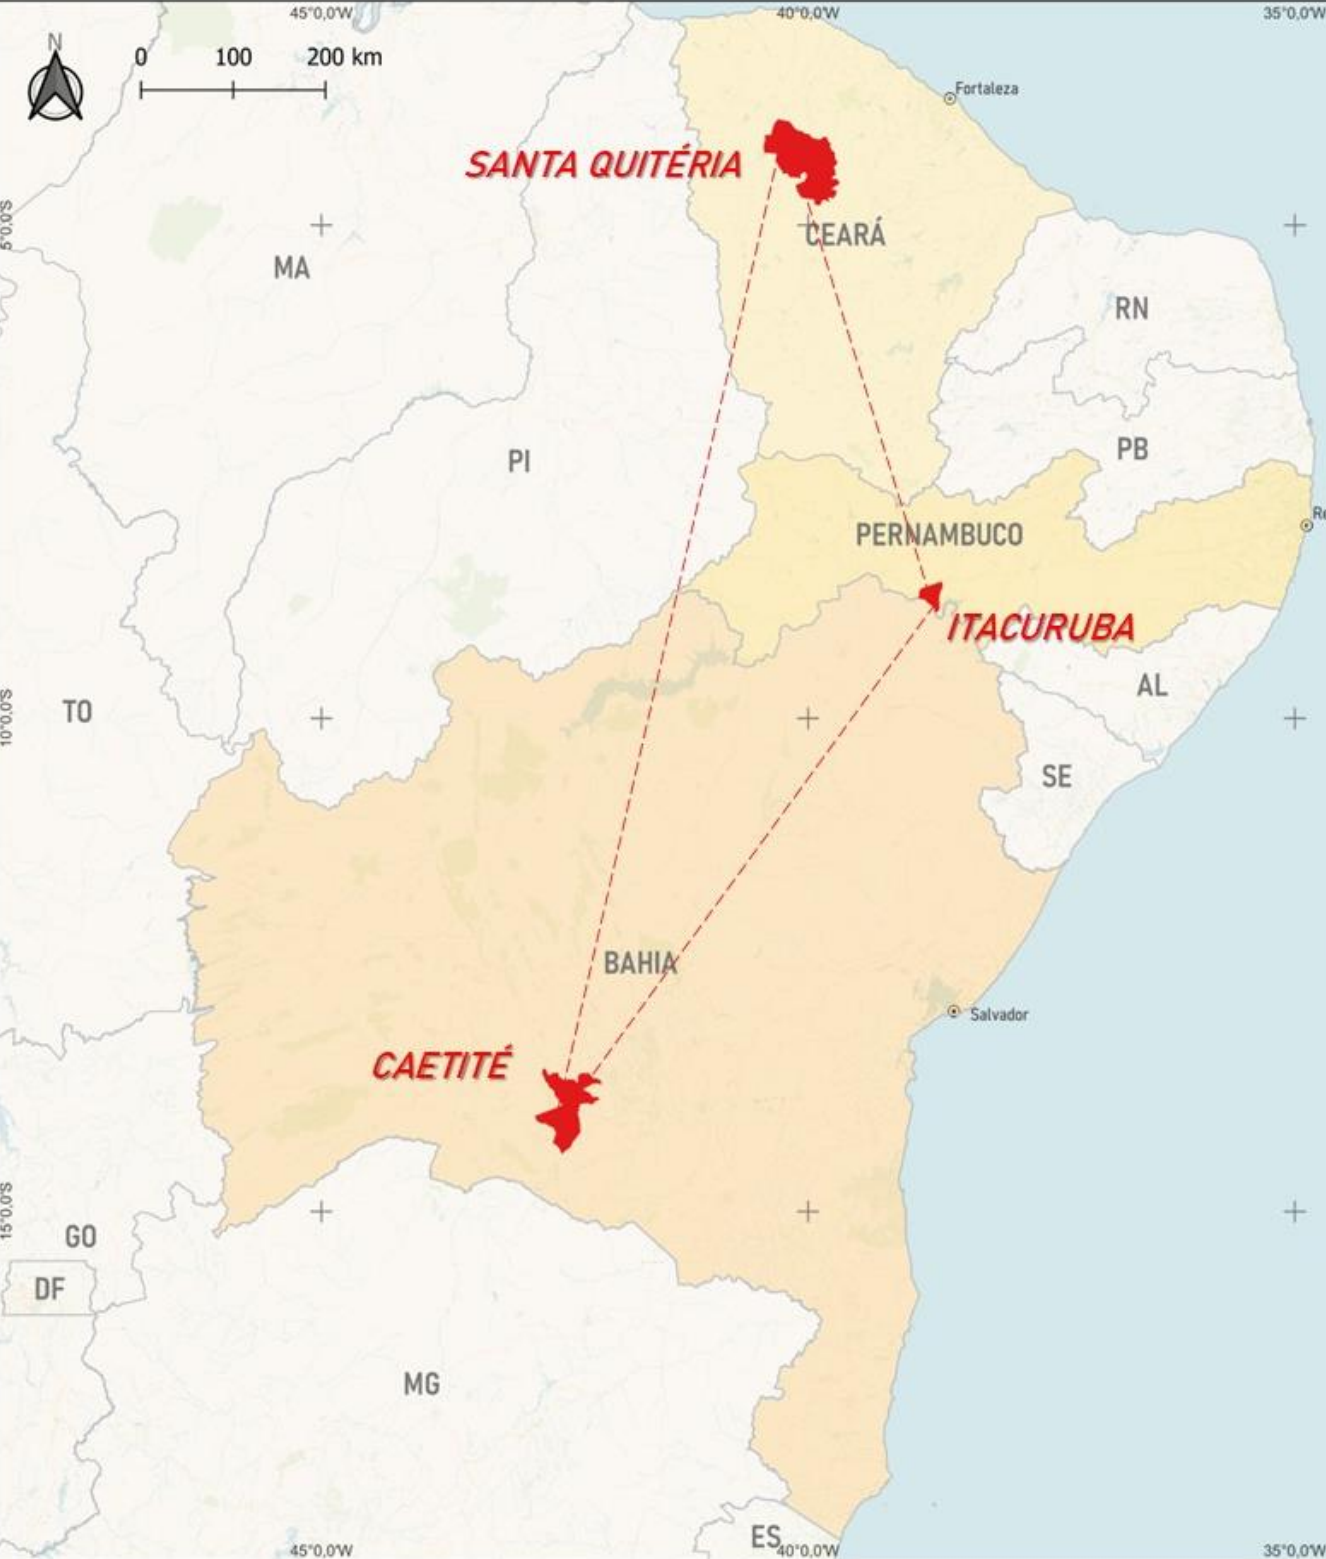 45°0,0'W
40°0,0'W
35°0,0'W
N
0 100 200 km
Fortaleza
SANTA QUITÉRIA
5°0,0'S
CEARÁ
MA
RN
PB
PI
Re
PERNAMBUCO
ITACURUBA
AL
TO
10°0,0'S
SE
BAHIA
Salvador
CAETITÉ
15°0,0'S
GO
DF
MG
ES
45°0,0'W
40°0,0'W
35°0,0'W